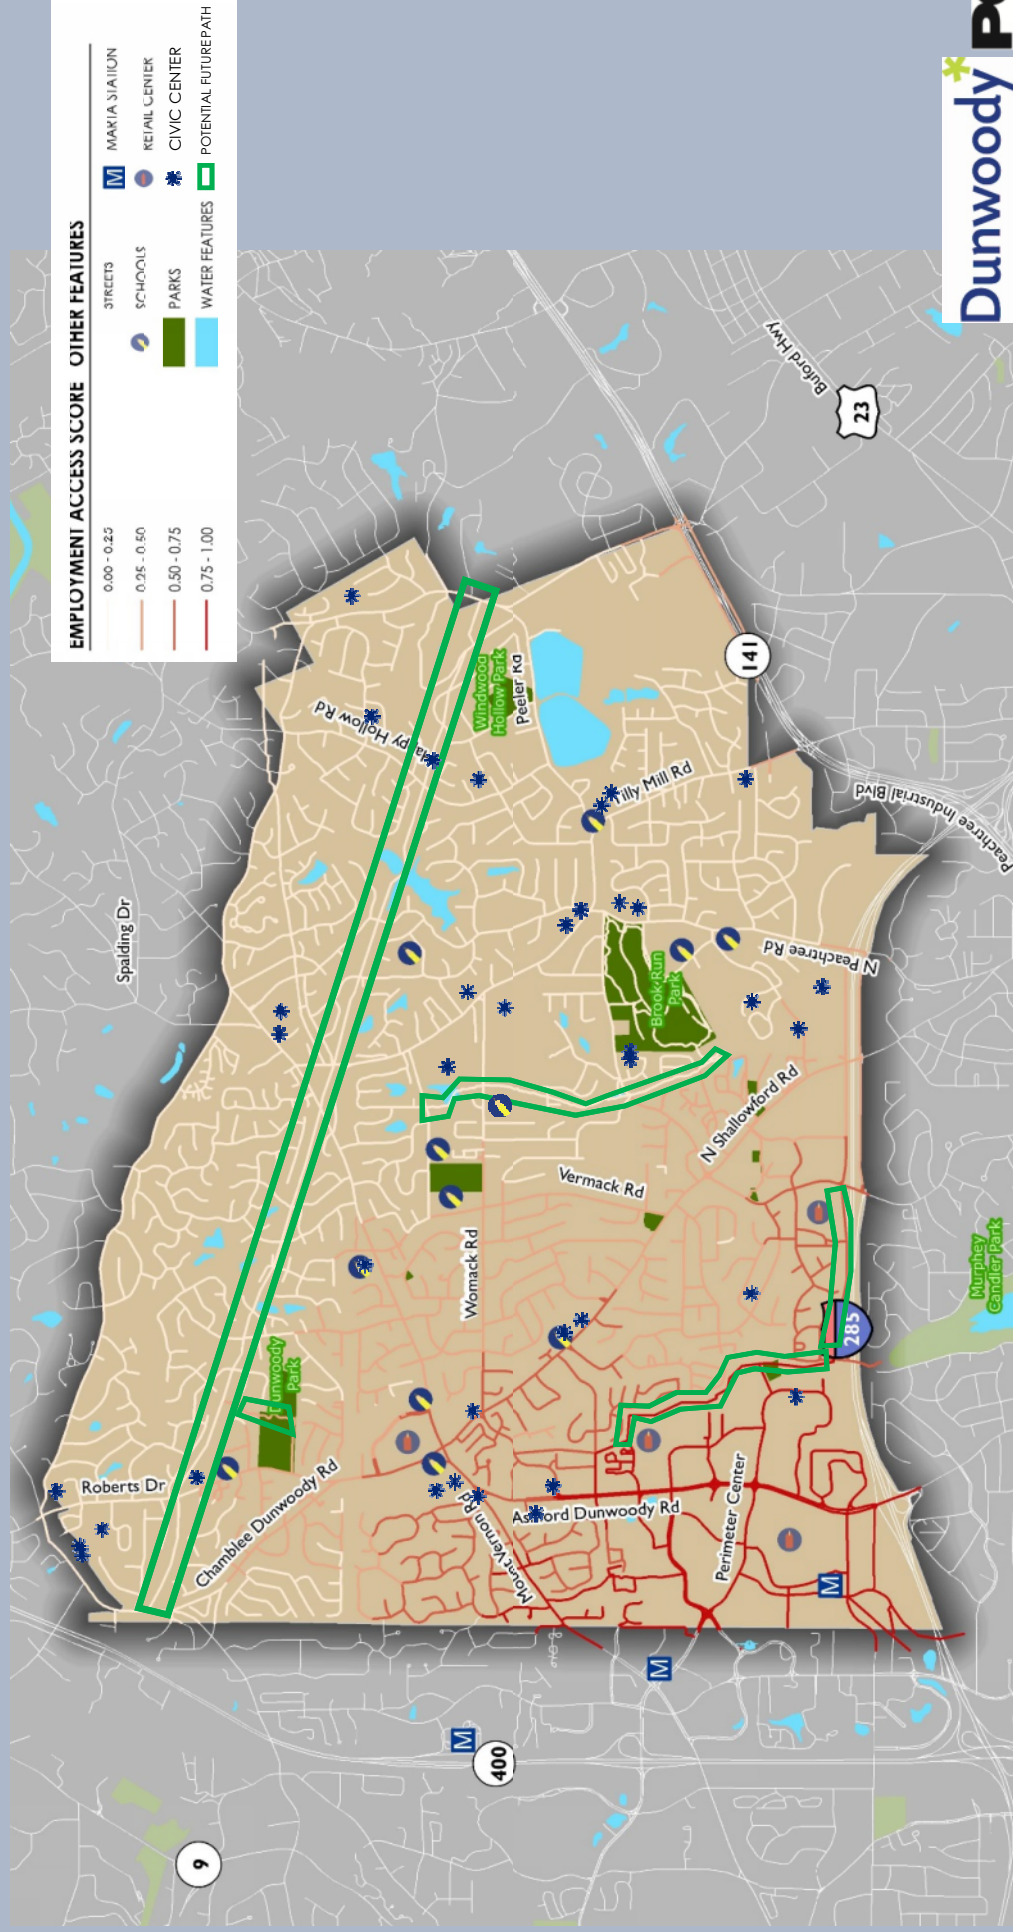 EMPLOYMENT ACCESS SCORE
0.00 - 0.25
0.25 - 0.50
0.50 - 0.75
0.75 - 1.00
OTHER FEATURES
STREETS
SCHOOLS
PARKS
WATER FEATURES
M MARTA STATION
RETAIL CENTER
CIVIC CENTER
POTENTIAL FUTURE PATH
Dunwoody
Spalding Dr
Roberts Dr
Chamblee Dunwoody Rd
Dunwoody
Park
Happy Hollow Rd
Windwood
Hollow Park
Peeler Rd
Tilly Mill Rd
Brook Run
Park
N Peachtree Rd
N Shallowford Rd
Vermack Rd
Womack Rd
Mount Vernon Rd
Ashford Dunwoody Rd
Perimeter Center
Peachtree Industrial Blvd
Buford Hwy
23
141
285
Murphey
Candler Park
400
9
M
M
M